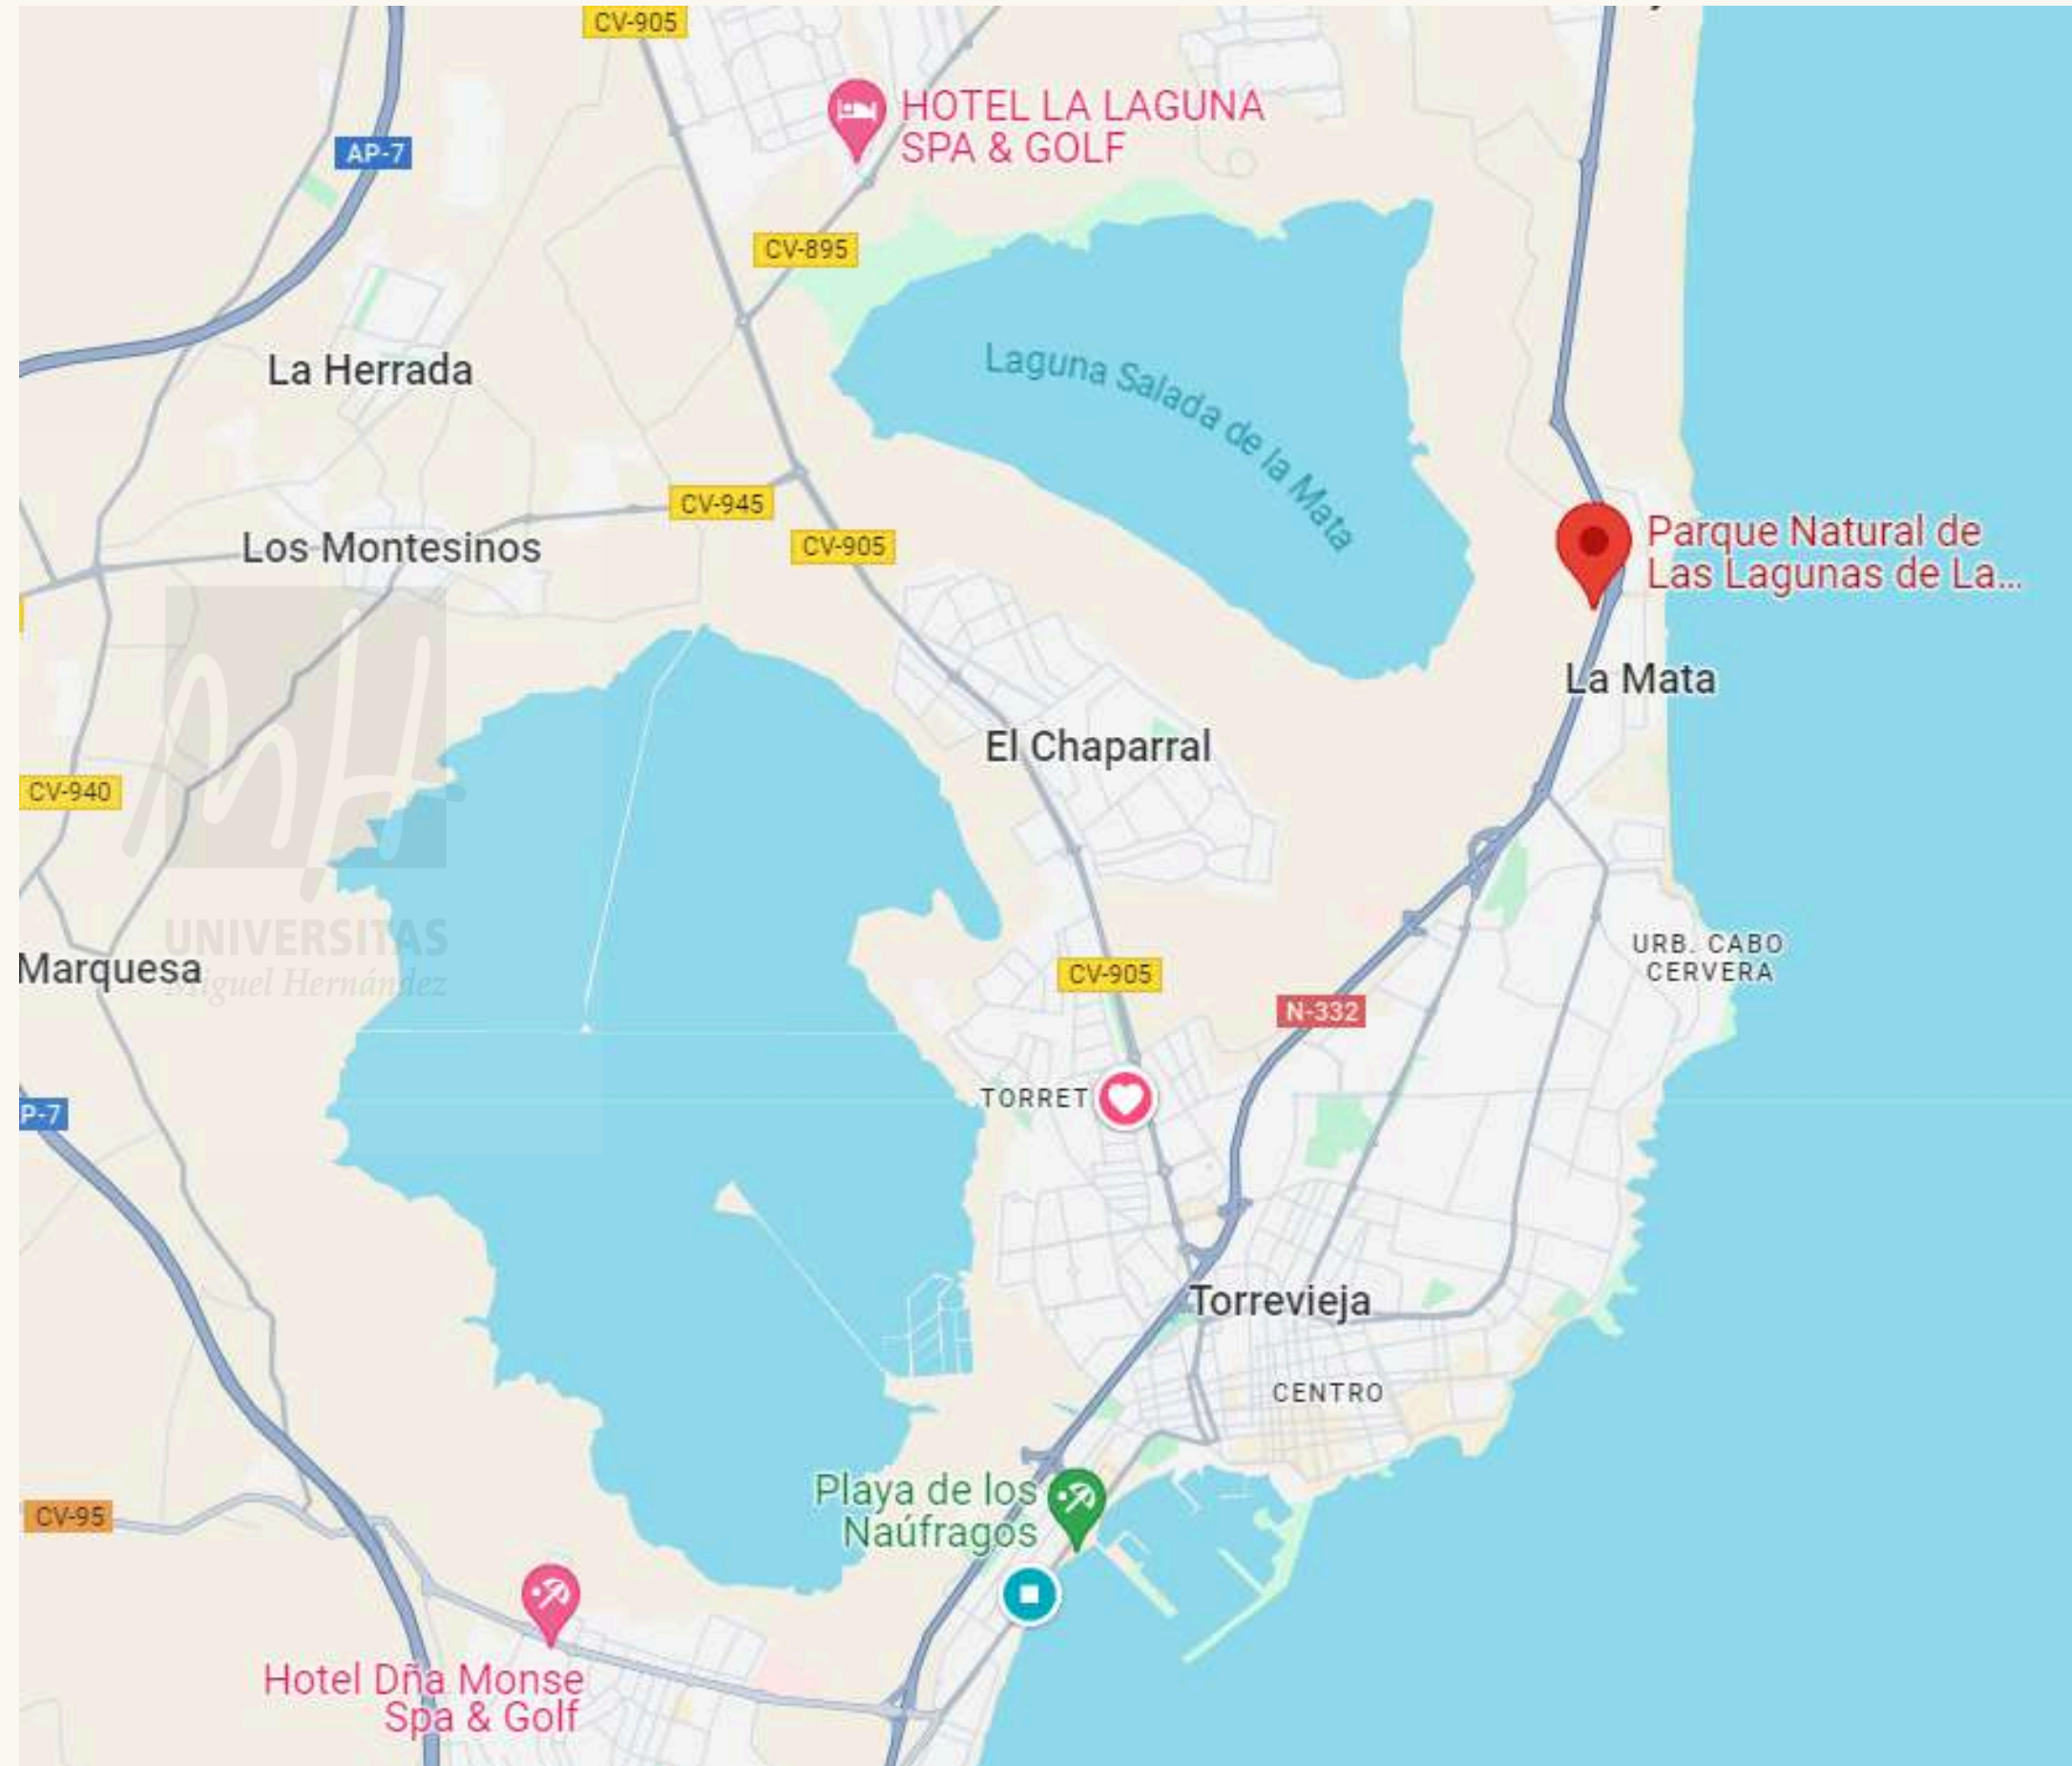 CV-905
HOTEL LA LAGUNA
SPA & GOLF
AP-7
CV-895
Laguna Salada de la Mata
La Herrada
CV-945
CV-905
Los Montesinos
Parque Natural de
Las Lagunas de La...
La Mata
El Chaparral
CV-940
UNIVERSITAS
Miguel Hernández
Marquesa
CV-905
URB. CABO
CERVERA
N-332
TORRET
P-7
Torrevieja
CENTRO
Playa de los
Naúfragos
CV-95
Hotel Dña Monse
Spa & Golf